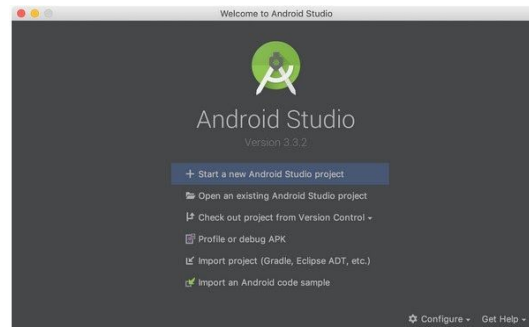 Welcome to Android Studio
Android Studio
Version 3.3.2
Start a new Android Studio project
Open an existing Android Studio project
Check out project from Version Control
Profile or debug APK
Import project (Gradle, Eclipse ADT, etc.)
Import an Android code sample
Configure Get Help